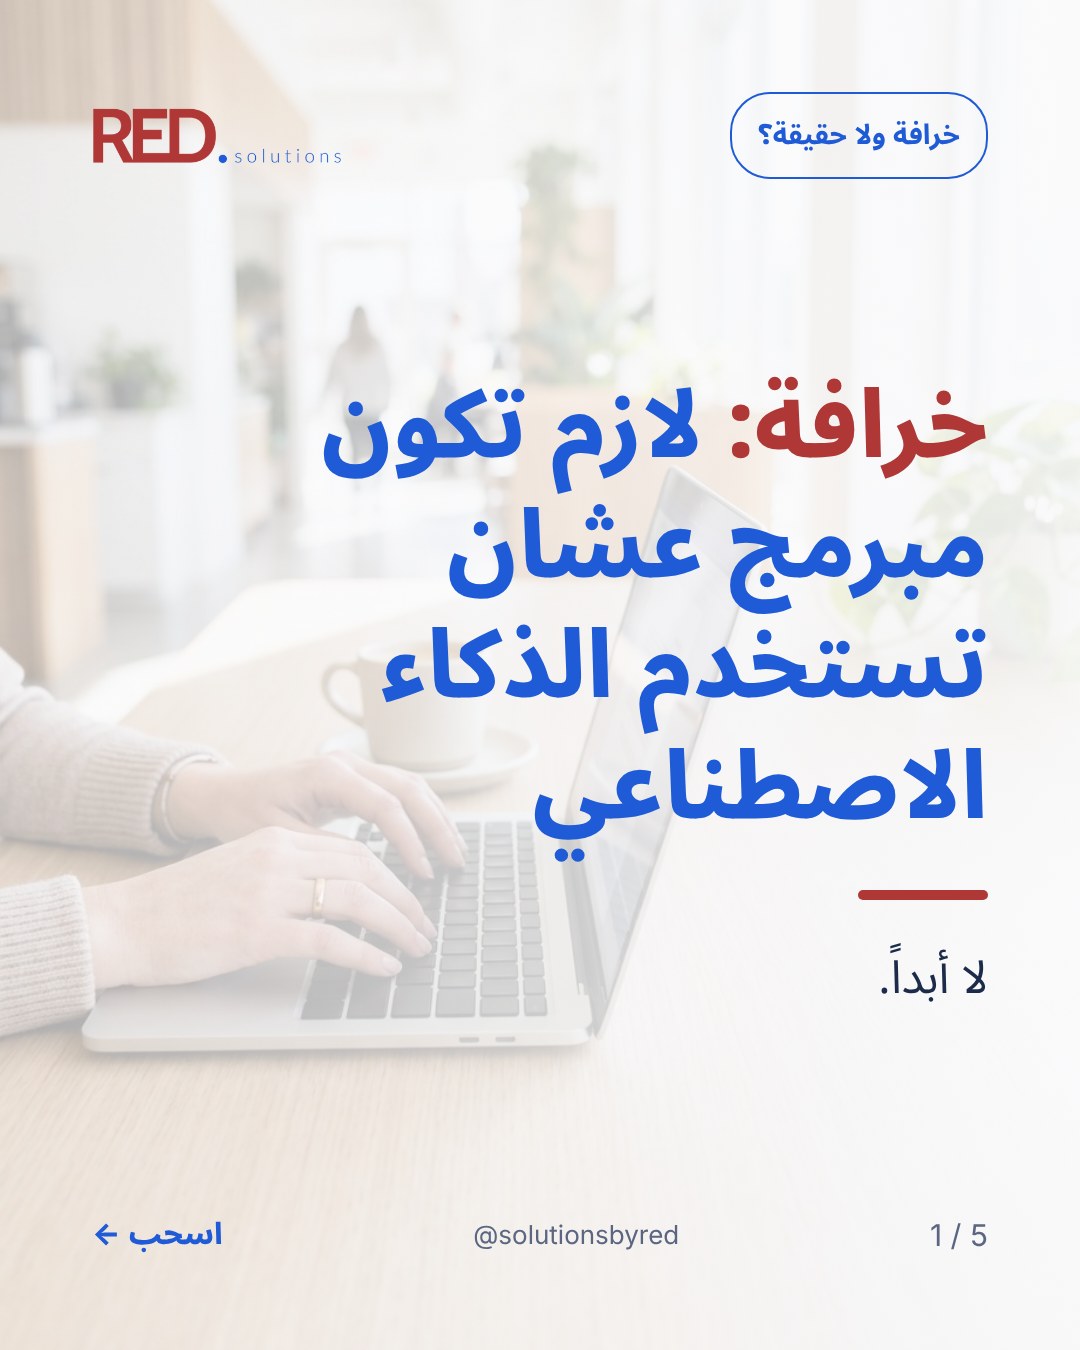 RED. solutions
خرافة ولا حقيقة؟
خرافة: لازم تكون
مبرمج عشان
تستخدم الذكاء
الاصطناعي
لا أبداً.
اسحب ←
@solutionsbyred
1 / 5